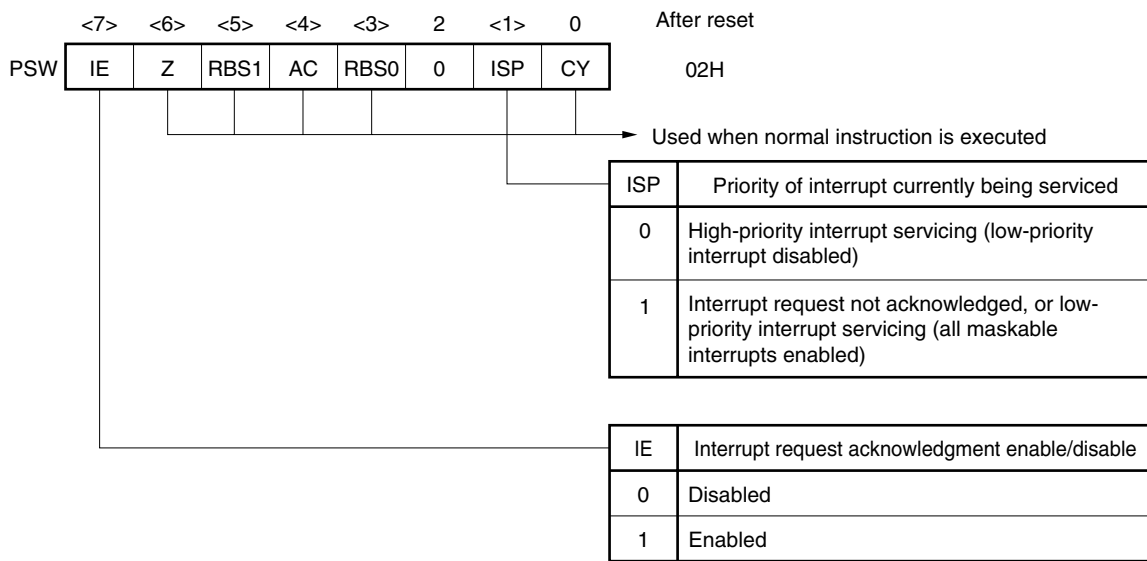 <7> <6> <5> <4> <3> 2 <1> 0 After reset
PSW IE Z RBS1 AC RBS0 0 ISP CY 02H
Used when normal instruction is executed
ISP Priority of interrupt currently being serviced
0 High-priority interrupt servicing (low-priority
interrupt disabled)
1 Interrupt request not acknowledged, or low-
priority interrupt servicing (all maskable
interrupts enabled)
IE Interrupt request acknowledgment enable/disable
0 Disabled
1 Enabled